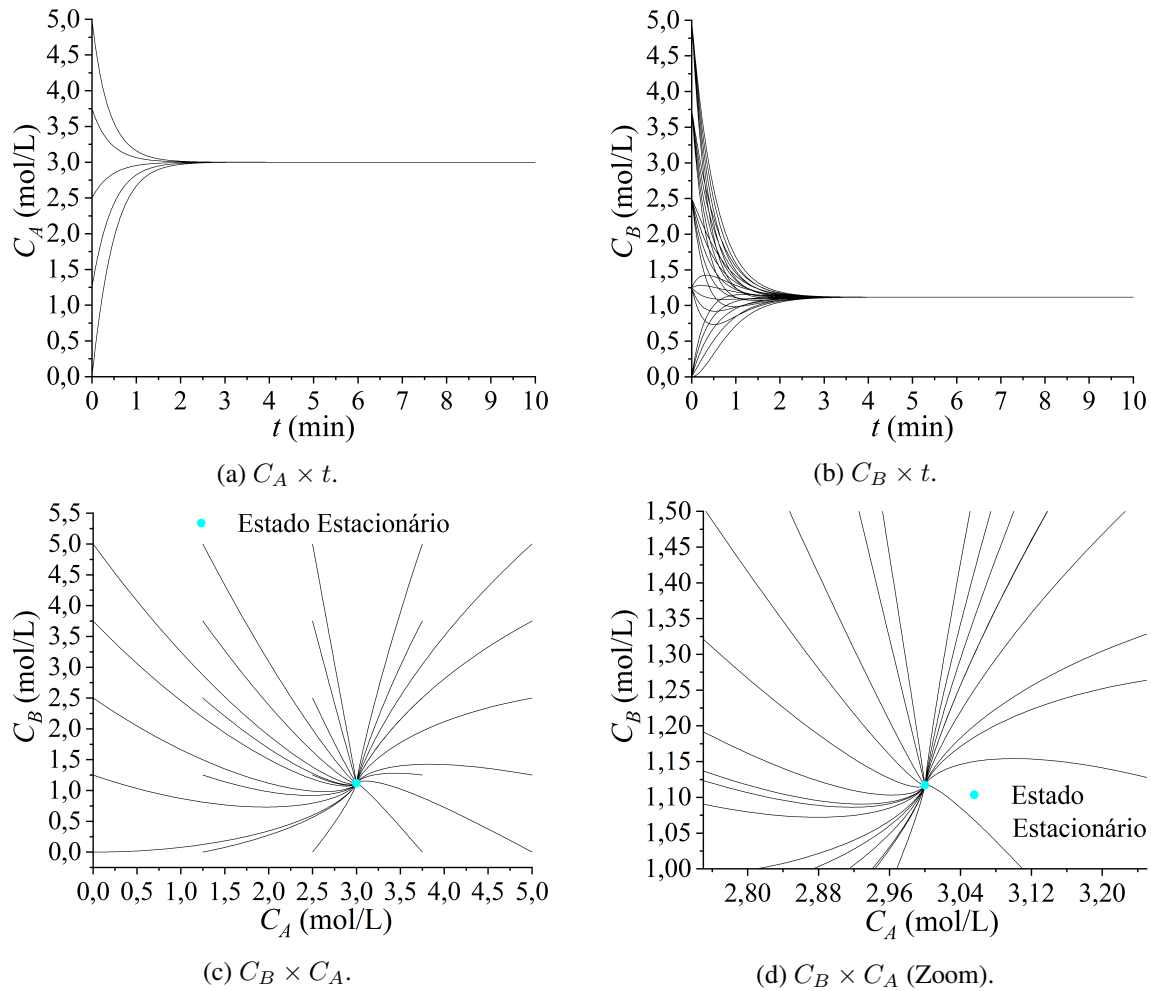 5,0
4,5
4,0
3,5
3,0
2,5
2,0
1,5
1,0
0,5
0,0
C_A (mol/L)
0 1 2 3 4 5 6 7 8 9 10
t (min)
(a) C_A × t.
5,0
4,5
4,0
3,5
3,0
2,5
2,0
1,5
1,0
0,5
0,0
C_B (mol/L)
0 1 2 3 4 5 6 7 8 9 10
t (min)
(b) C_B × t.
5,5
5,0
4,5
4,0
3,5
3,0
2,5
2,0
1,5
1,0
0,5
0,0
C_B (mol/L)
Estado Estacionário
0,0 0,5 1,0 1,5 2,0 2,5 3,0 3,5 4,0 4,5 5,0
C_A (mol/L)
(c) C_B × C_A.
1,50
1,45
1,40
1,35
1,30
1,25
1,20
1,15
1,10
1,05
1,00
C_B (mol/L)
Estado
Estacionário
2,80 2,88 2,96 3,04 3,12 3,20
C_A (mol/L)
(d) C_B × C_A (Zoom).